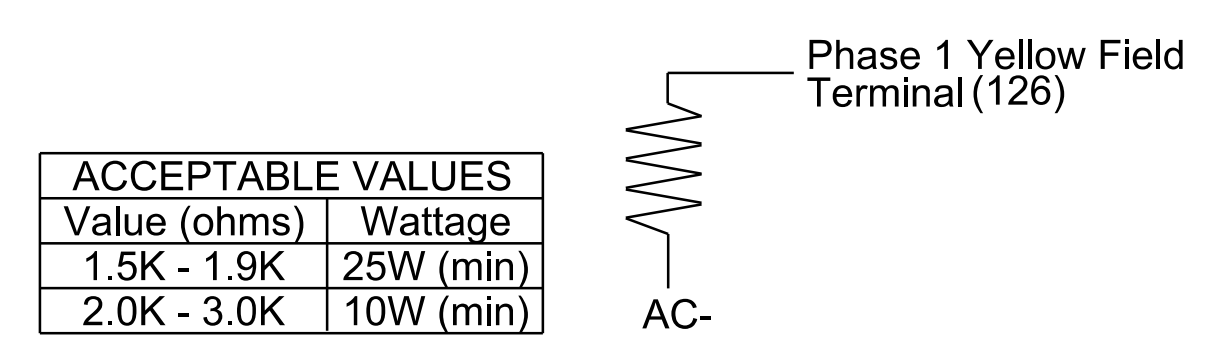 Phase 1 Yellow Field
Terminal (126)
ACCEPTABLE VALUES
Value (ohms) Wattage
1.5K - 1.9K 25W (min)
2.0K - 3.0K 10W (min)
AC-